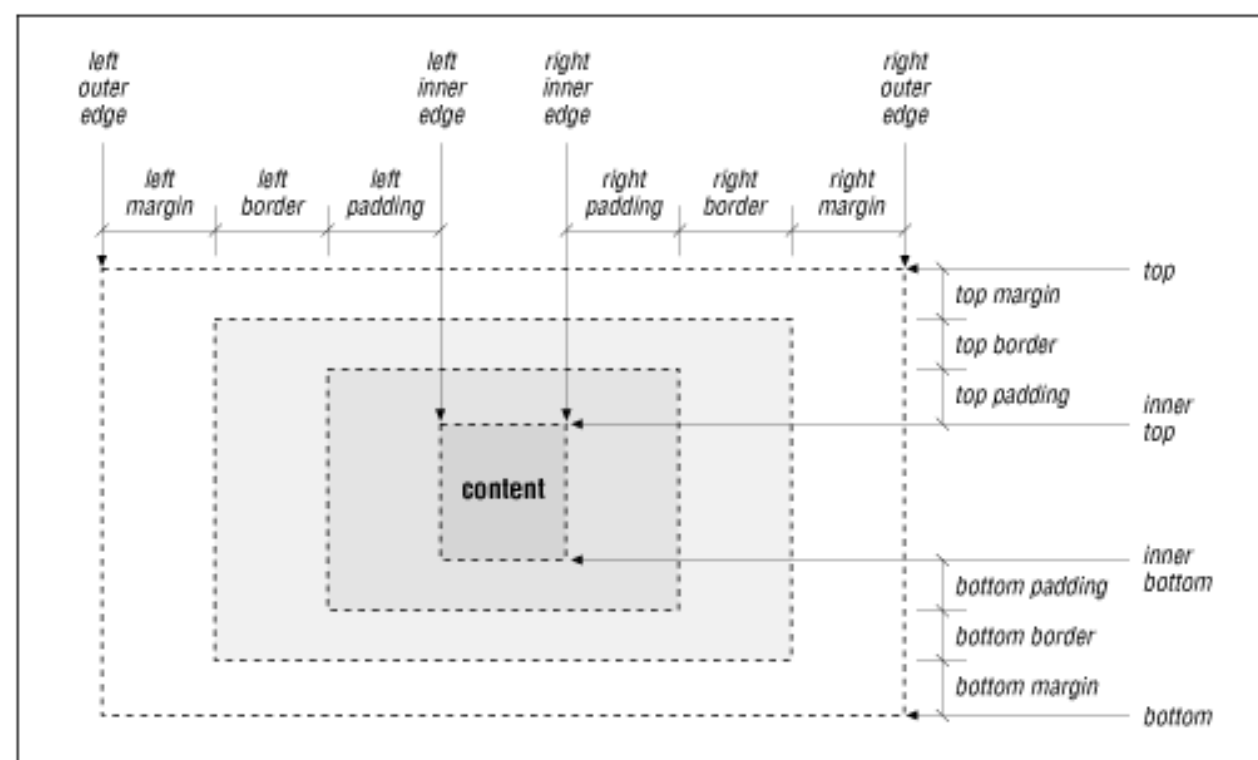 left
outer
edge
left
inner
edge
right
inner
edge
right
outer
edge
left
margin
left
border
left
padding
right
padding
right
border
right
margin
top
top margin
top border
top padding
inner
top
content
inner
bottom
bottom padding
bottom border
bottom margin
bottom